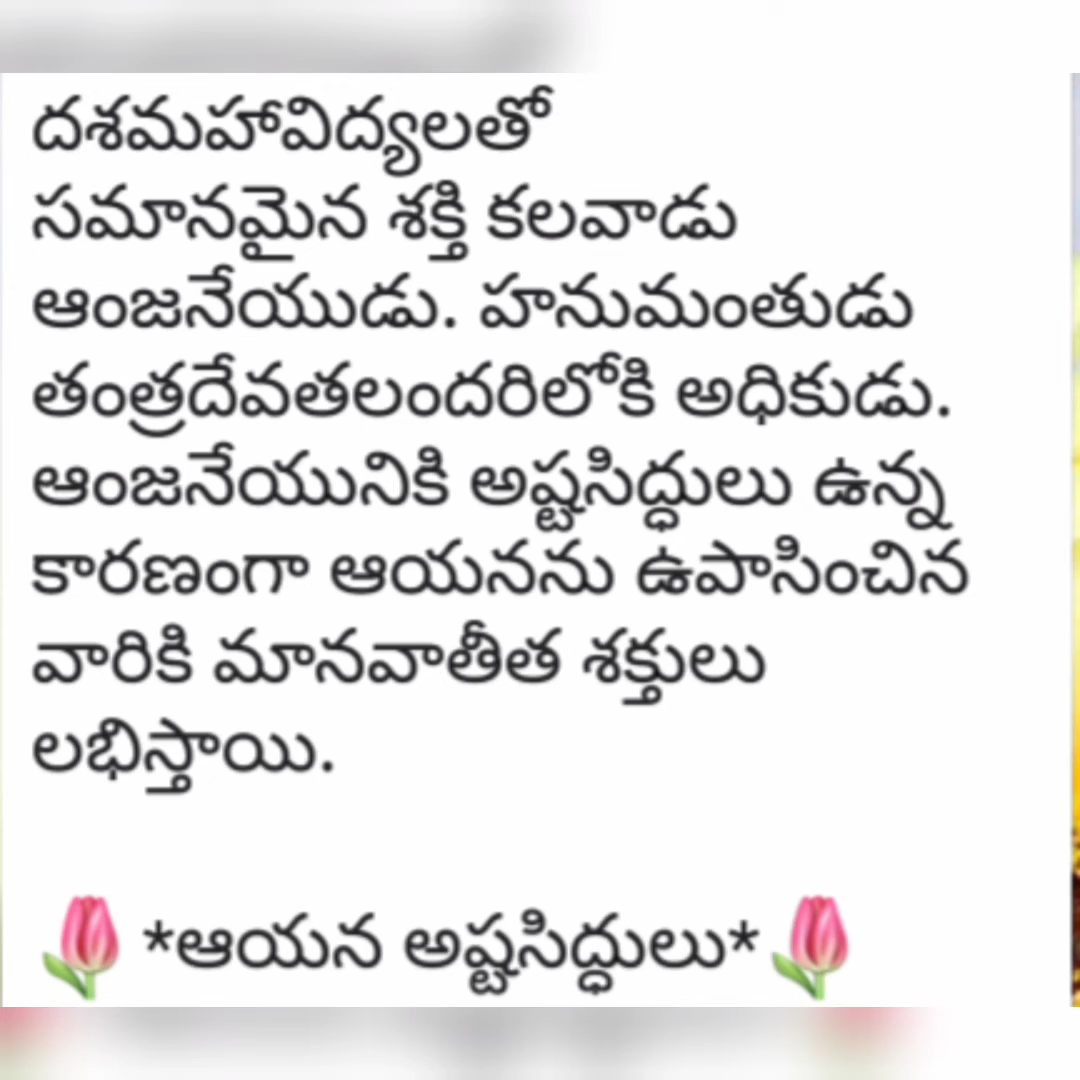 దశమహావిద్యలతో
సమానమైన శక్తి కలవాడు
ఆంజనేయుడు. హనుమంతుడు
తంత్రదేవతలందరిలోకి అధికుడు.
ఆంజనేయునికి అష్టసిద్ధులు ఉన్న
కారణంగా ఆయనను ఉపాసించిన
వారికి మానవాతీత శక్తులు
లభిస్తాయి.
🌷*ఆయన అష్టసిద్ధులు*🌷